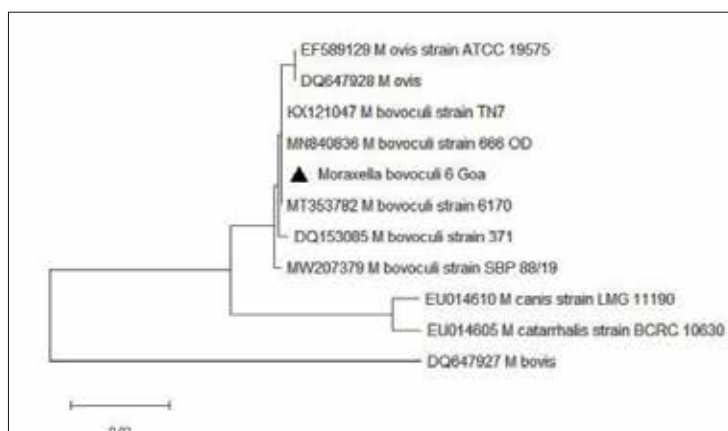 EF589129 M ovis strain ATCC 19575
DQ647928 M ovis
KX121047 M bovoculi strain TN7
MN840836 M bovoculi strain 666 OD
Moraxella bovoculi 6 Goa
MT353782 M bovoculi strain 6170
DQ153085 M bovoculi strain 371
MW207379 M bovoculi strain SBP 88/19
EU014610 M canis strain LMG 11190
EU014605 M catarrhalis strain BCRC 10630
DQ647927 M bovis